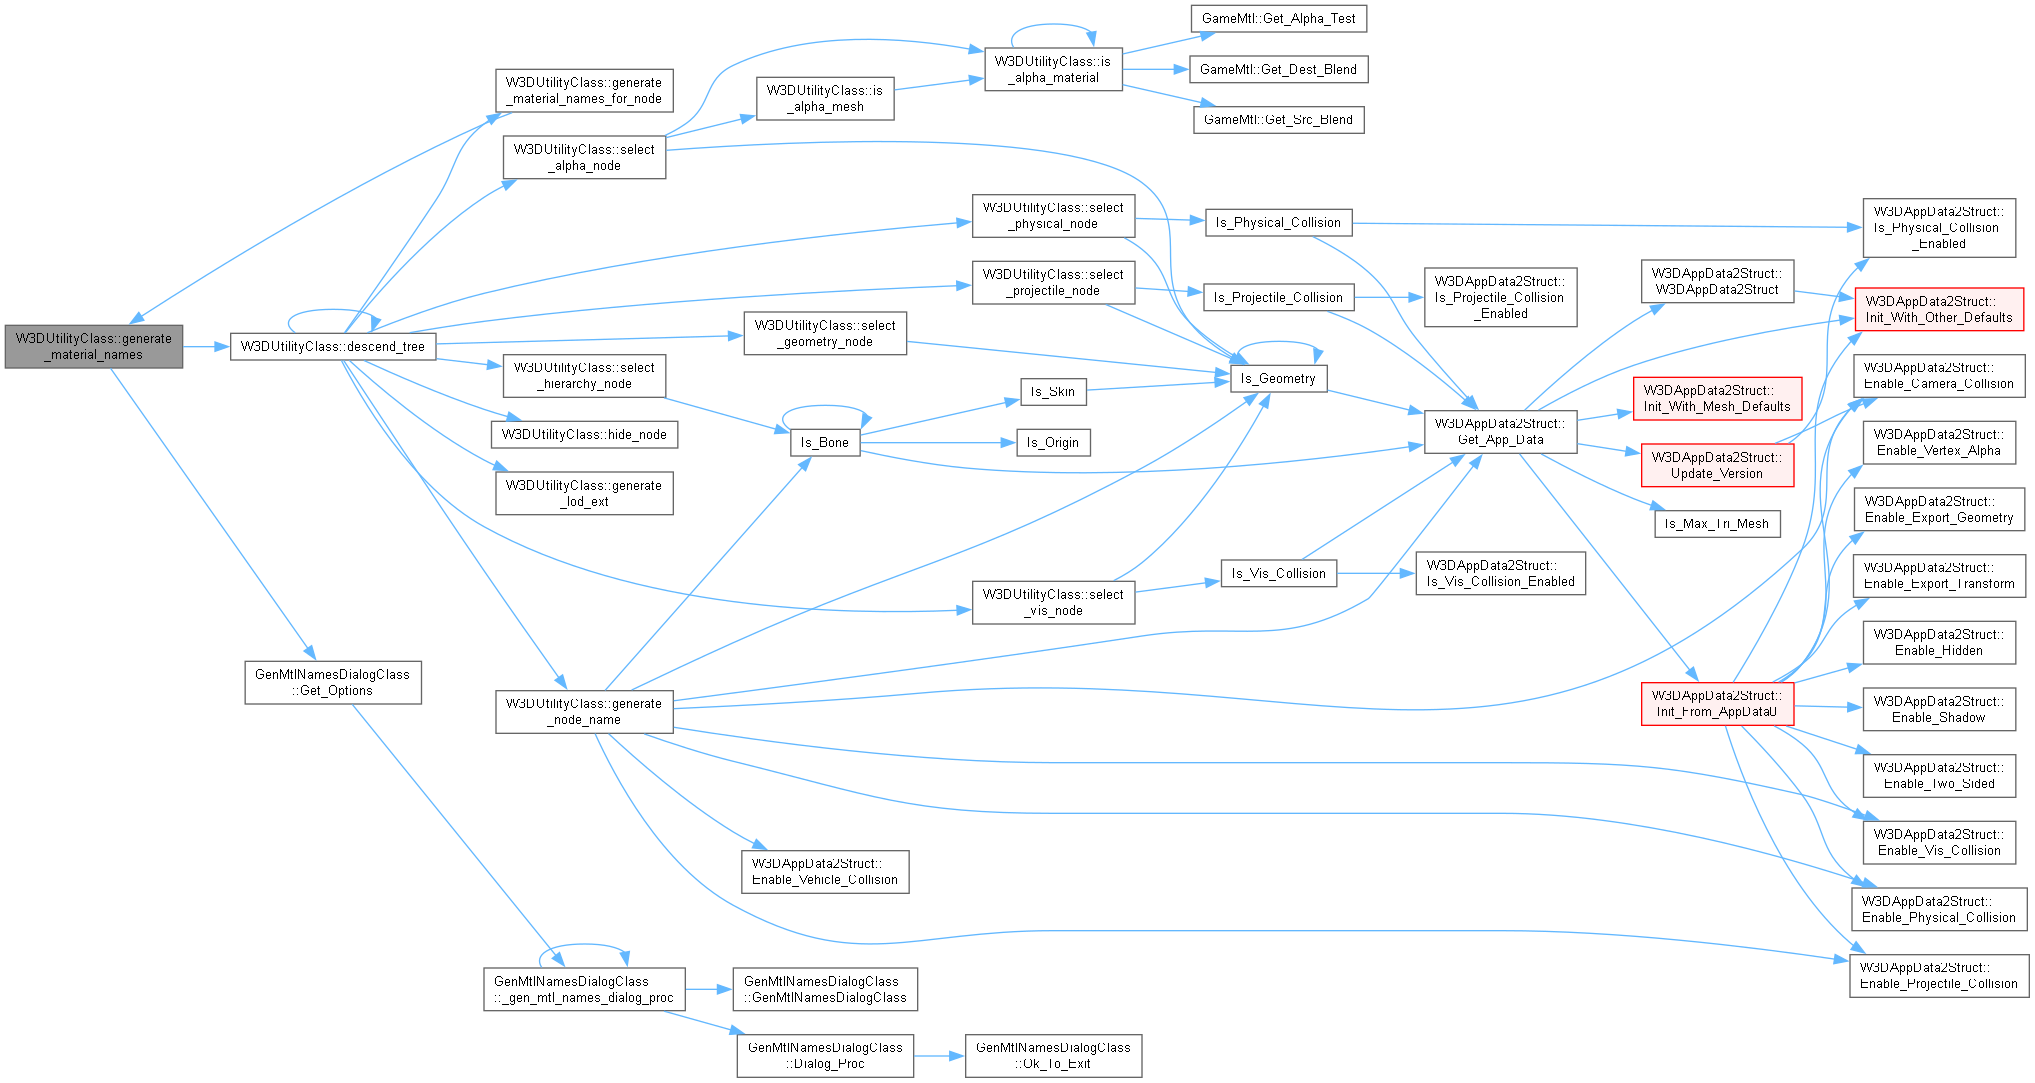 W3DUtilityClass::generate
_material_names
W3DUtilityClass::descend_tree
GenMtlNamesDialogClass
::Get_Options
W3DUtilityClass::generate
_material_names_for_node
W3DUtilityClass::select
_alpha_node
W3DUtilityClass::select
_hierarchy_node
W3DUtilityClass::hide_node
W3DUtilityClass::generate
_lod_ext
W3DUtilityClass::generate
_node_name
GenMtlNamesDialogClass
::_gen_mtl_names_dialog_proc
W3DUtilityClass::is
_alpha_mesh
W3DUtilityClass::select
_geometry_node
Is_Bone
W3DAppData2Struct::
Enable_Vehicle_Collision
GenMtlNamesDialogClass
::GenMtlNamesDialogClass
GenMtlNamesDialogClass
::Dialog_Proc
W3DUtilityClass::is
_alpha_material
W3DUtilityClass::select
_physical_node
W3DUtilityClass::select
_projectile_node
Is_Skin
Is_Origin
W3DUtilityClass::select
_vis_node
GenMtlNamesDialogClass
::Ok_To_Exit
GameMtl::Get_Alpha_Test
GameMtl::Get_Dest_Blend
GameMtl::Get_Src_Blend
Is_Physical_Collision
Is_Projectile_Collision
Is_Geometry
Is_Vis_Collision
W3DAppData2Struct::
Is_Projectile_Collision
_Enabled
W3DAppData2Struct::
Get_App_Data
W3DAppData2Struct::
Is_Vis_Collision_Enabled
W3DAppData2Struct::
W3DAppData2Struct
W3DAppData2Struct::
Init_With_Mesh_Defaults
W3DAppData2Struct::
Update_Version
Is_Max_Tri_Mesh
W3DAppData2Struct::
Init_From_AppData0
W3DAppData2Struct::
Is_Physical_Collision
_Enabled
W3DAppData2Struct::
Init_With_Other_Defaults
W3DAppData2Struct::
Enable_Camera_Collision
W3DAppData2Struct::
Enable_Vertex_Alpha
W3DAppData2Struct::
Enable_Export_Geometry
W3DAppData2Struct::
Enable_Export_Transform
W3DAppData2Struct::
Enable_Hidden
W3DAppData2Struct::
Enable_Shadow
W3DAppData2Struct::
Enable_Two_Sided
W3DAppData2Struct::
Enable_Vis_Collision
W3DAppData2Struct::
Enable_Physical_Collision
W3DAppData2Struct::
Enable_Projectile_Collision